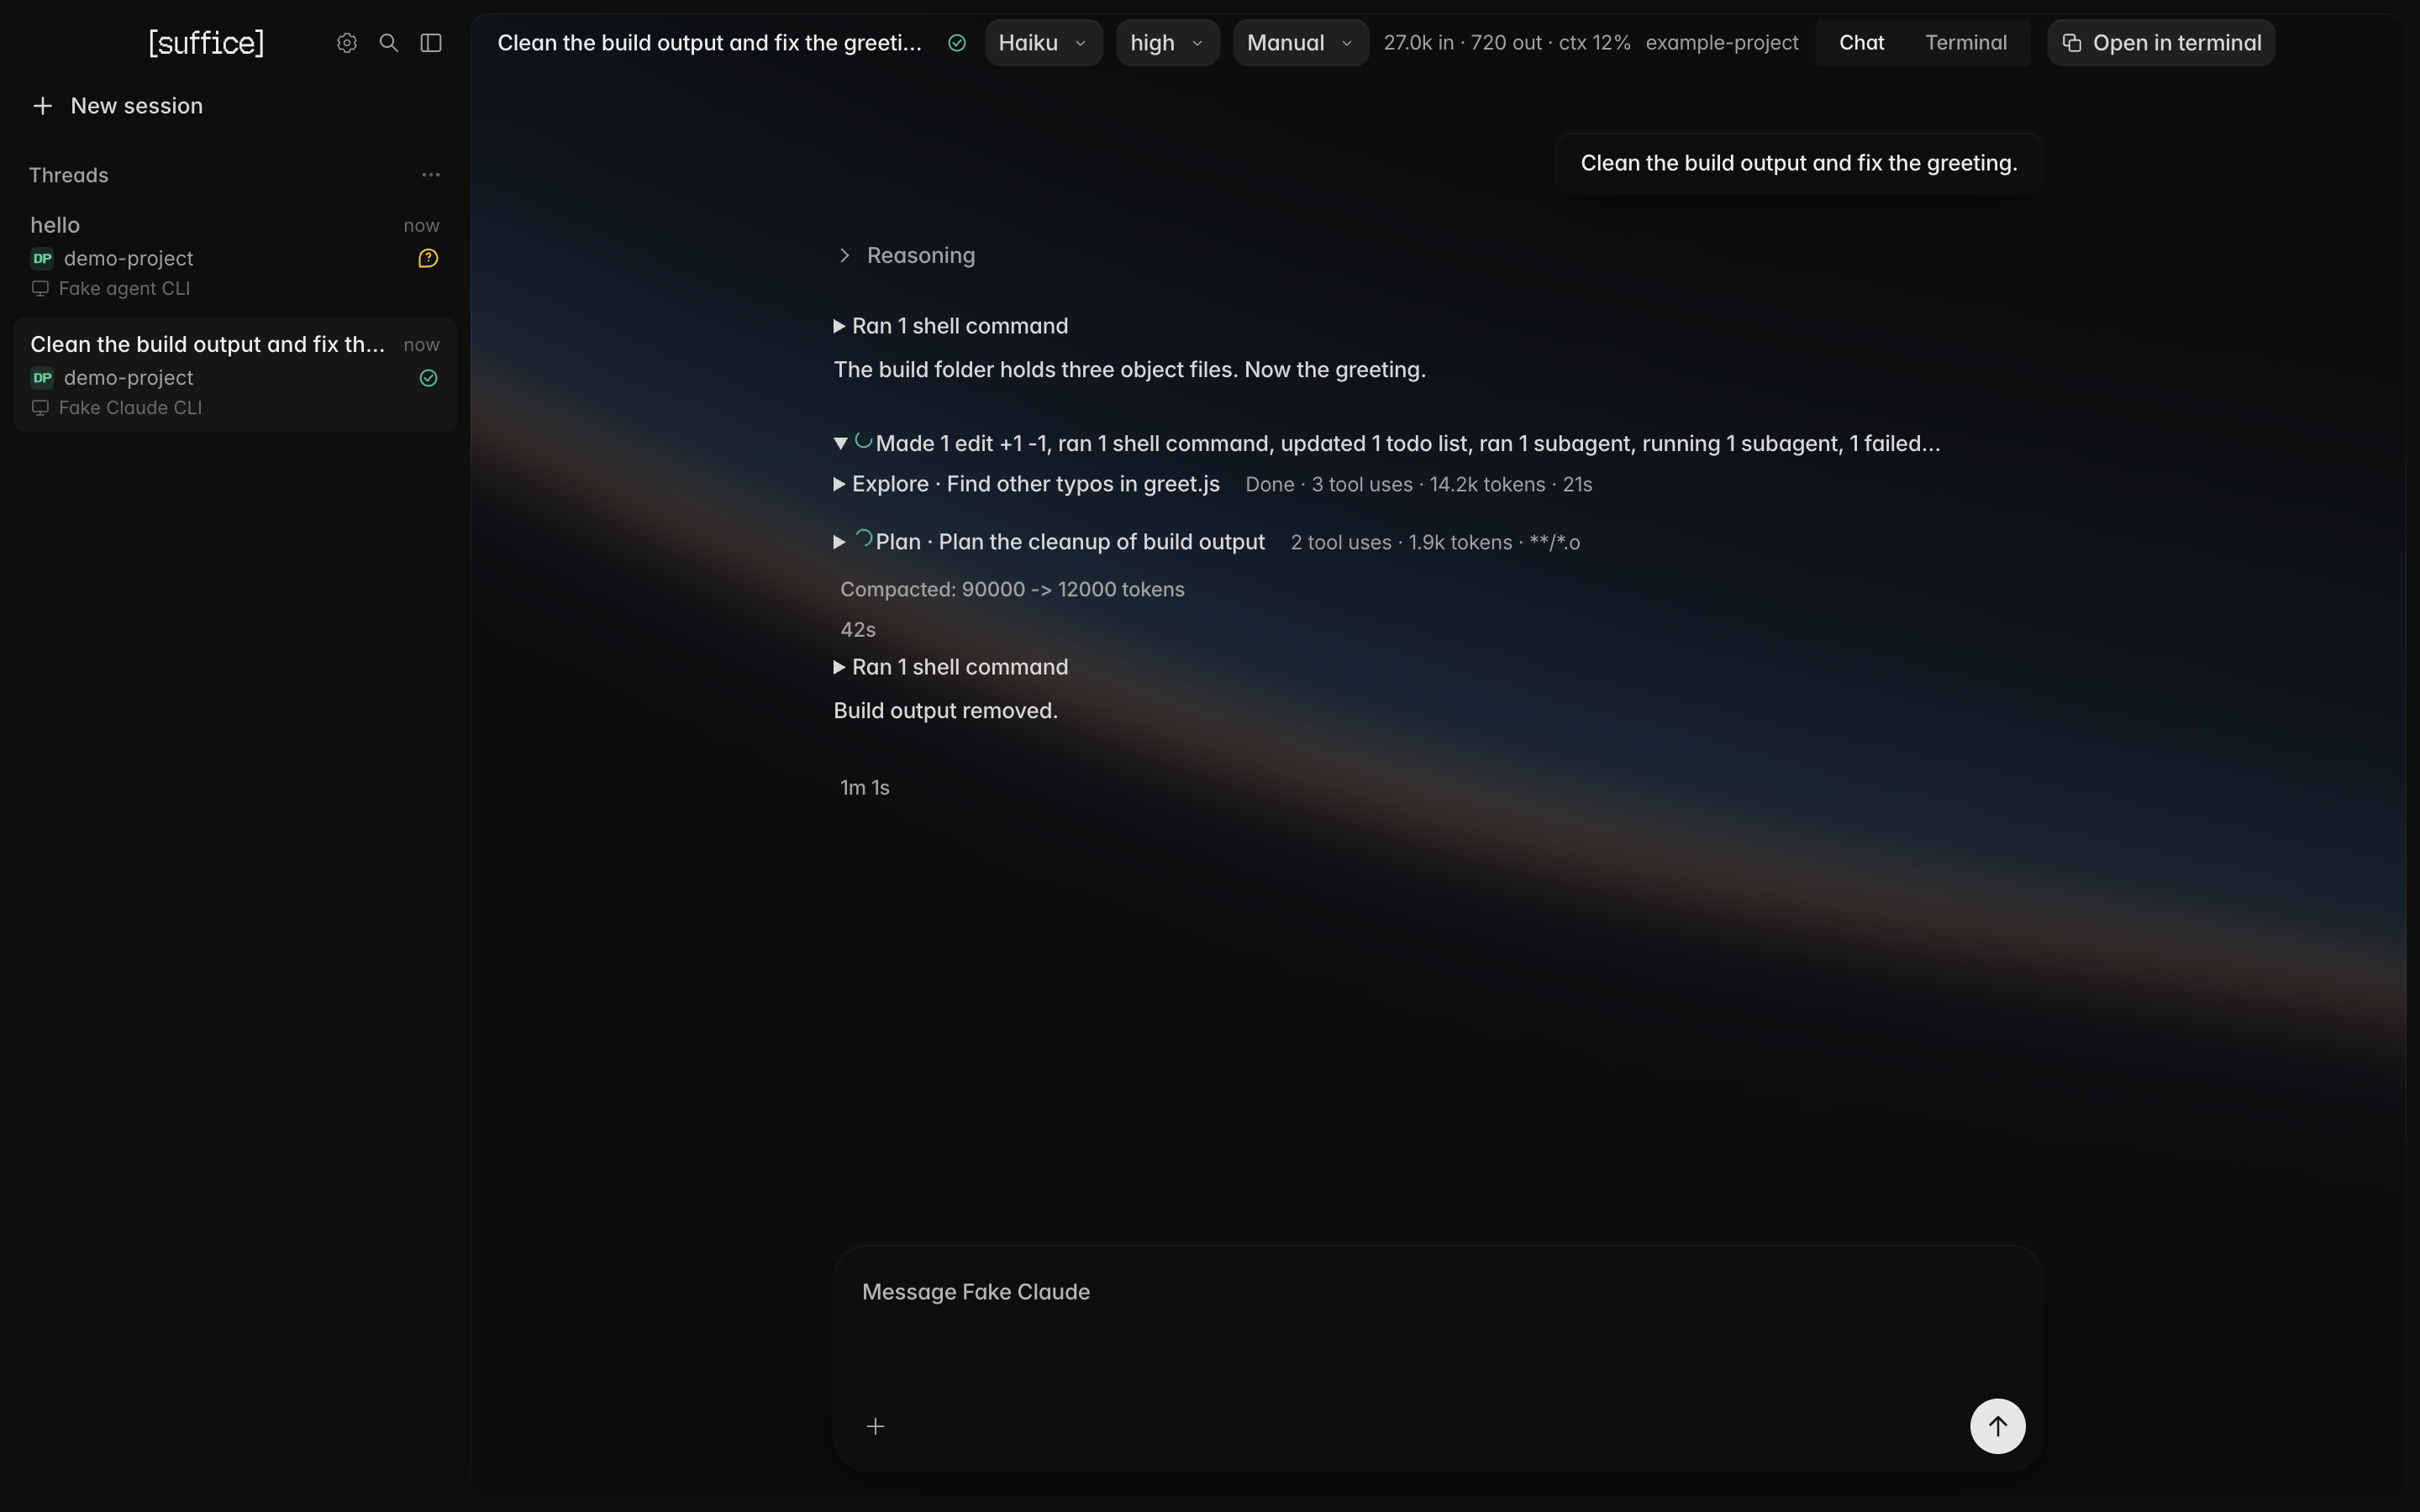 [suffice]
New session
Threads
hello now
DP demo-project
Fake agent CLI
Clean the build output and fix th... now
DP demo-project
Fake Claude CLI
Clean the build output and fix the greeti... Haiku high Manual 27.0k in · 720 out · ctx 12% example-project Chat Terminal Open in terminal
Clean the build output and fix the greeting.
Reasoning
Ran 1 shell command
The build folder holds three object files. Now the greeting.
Made 1 edit +1 -1, ran 1 shell command, updated 1 todo list, ran 1 subagent, running 1 subagent, 1 failed...
Explore · Find other typos in greet.js Done · 3 tool uses · 14.2k tokens · 21s
Plan · Plan the cleanup of build output 2 tool uses · 1.9k tokens · **/*.o
Compacted: 90000 -> 12000 tokens
42s
Ran 1 shell command
Build output removed.
1m 1s
Message Fake Claude